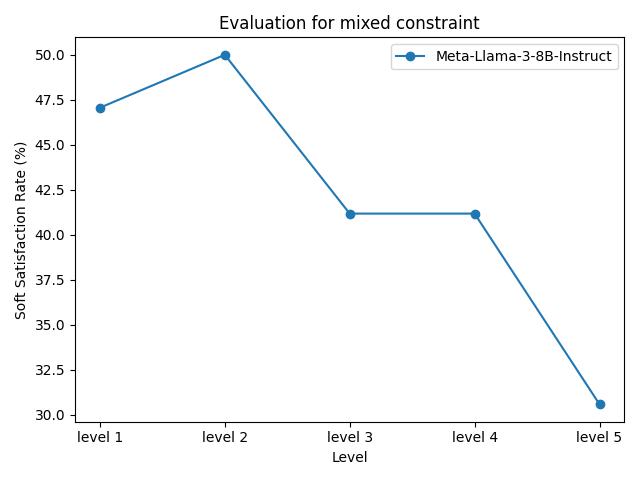 Evaluation for mixed constraint
Meta-Llama-3-8B-Instruct
Soft Satisfaction Rate (%)
50.0
47.5
45.0
42.5
40.0
37.5
35.0
32.5
30.0
level 1 level 2 level 3 level 4 level 5
Level